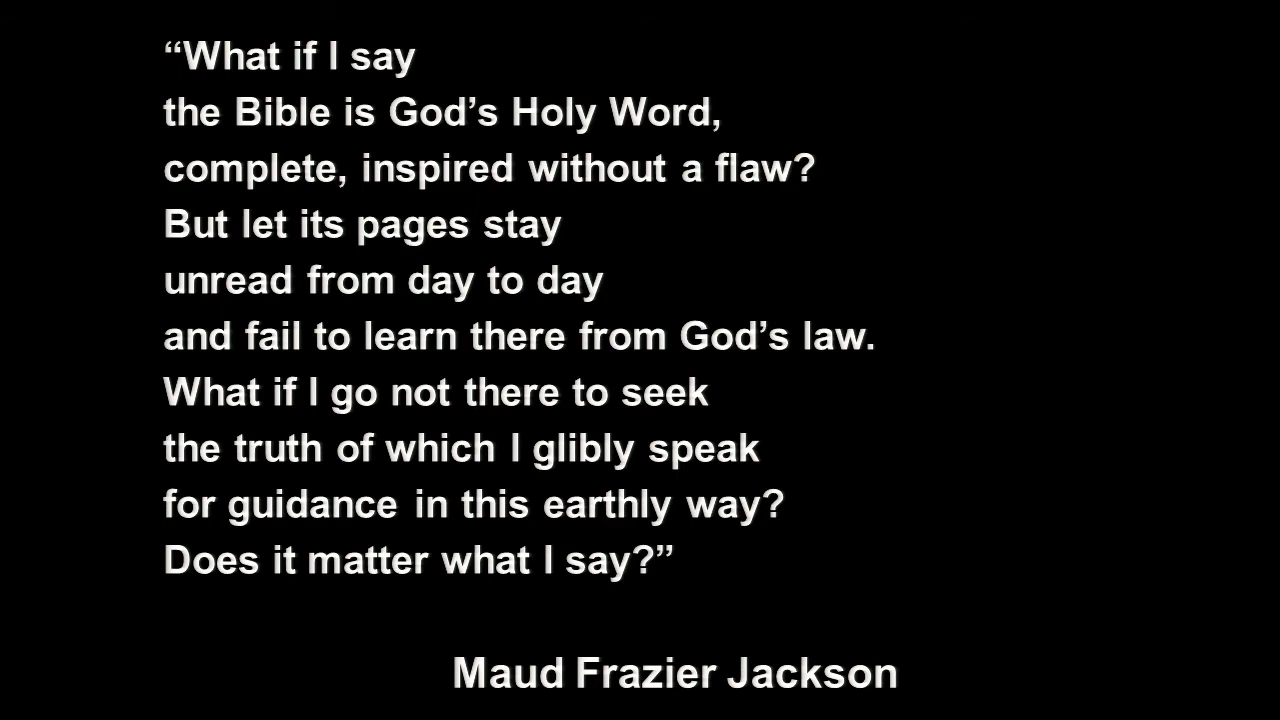 “What if I say
the Bible is God’s Holy Word,
complete, inspired without a flaw?
But let its pages stay
unread from day to day
and fail to learn there from God’s law.
What if I go not there to seek
the truth of which I glibly speak
for guidance in this earthly way?
Does it matter what I say?”
Maud Frazier Jackson